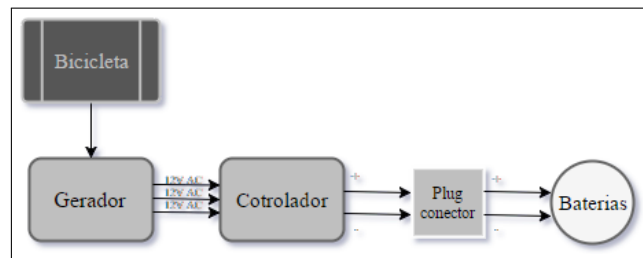 Bicicleta
12V AC
12V AC
12V AC
Gerador
Cotrolador
+
-
Plug
conector
+
-
Baterias